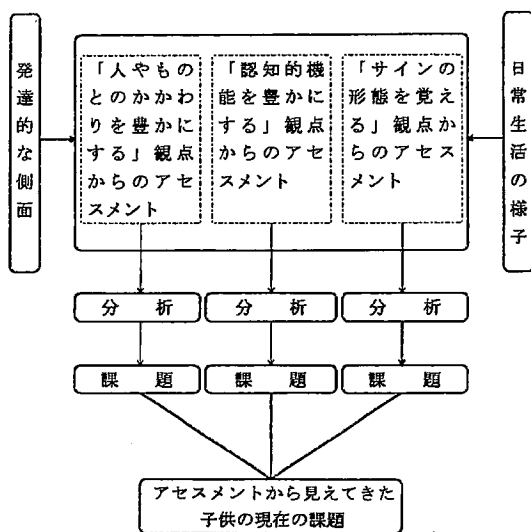 発達的な側面
「人やもの
とのかかわ
りを豊かに
する」観点
からのアセ
スメント
「認知的機
能を豊かに
する」観点
からのアセ
スメント
「サインの
形態を覚え
る」観点か
らのアセス
メント
日常生活の様子
分析
分析
分析
課題
課題
課題
アセスメントから見えてきた
子供の現在の課題